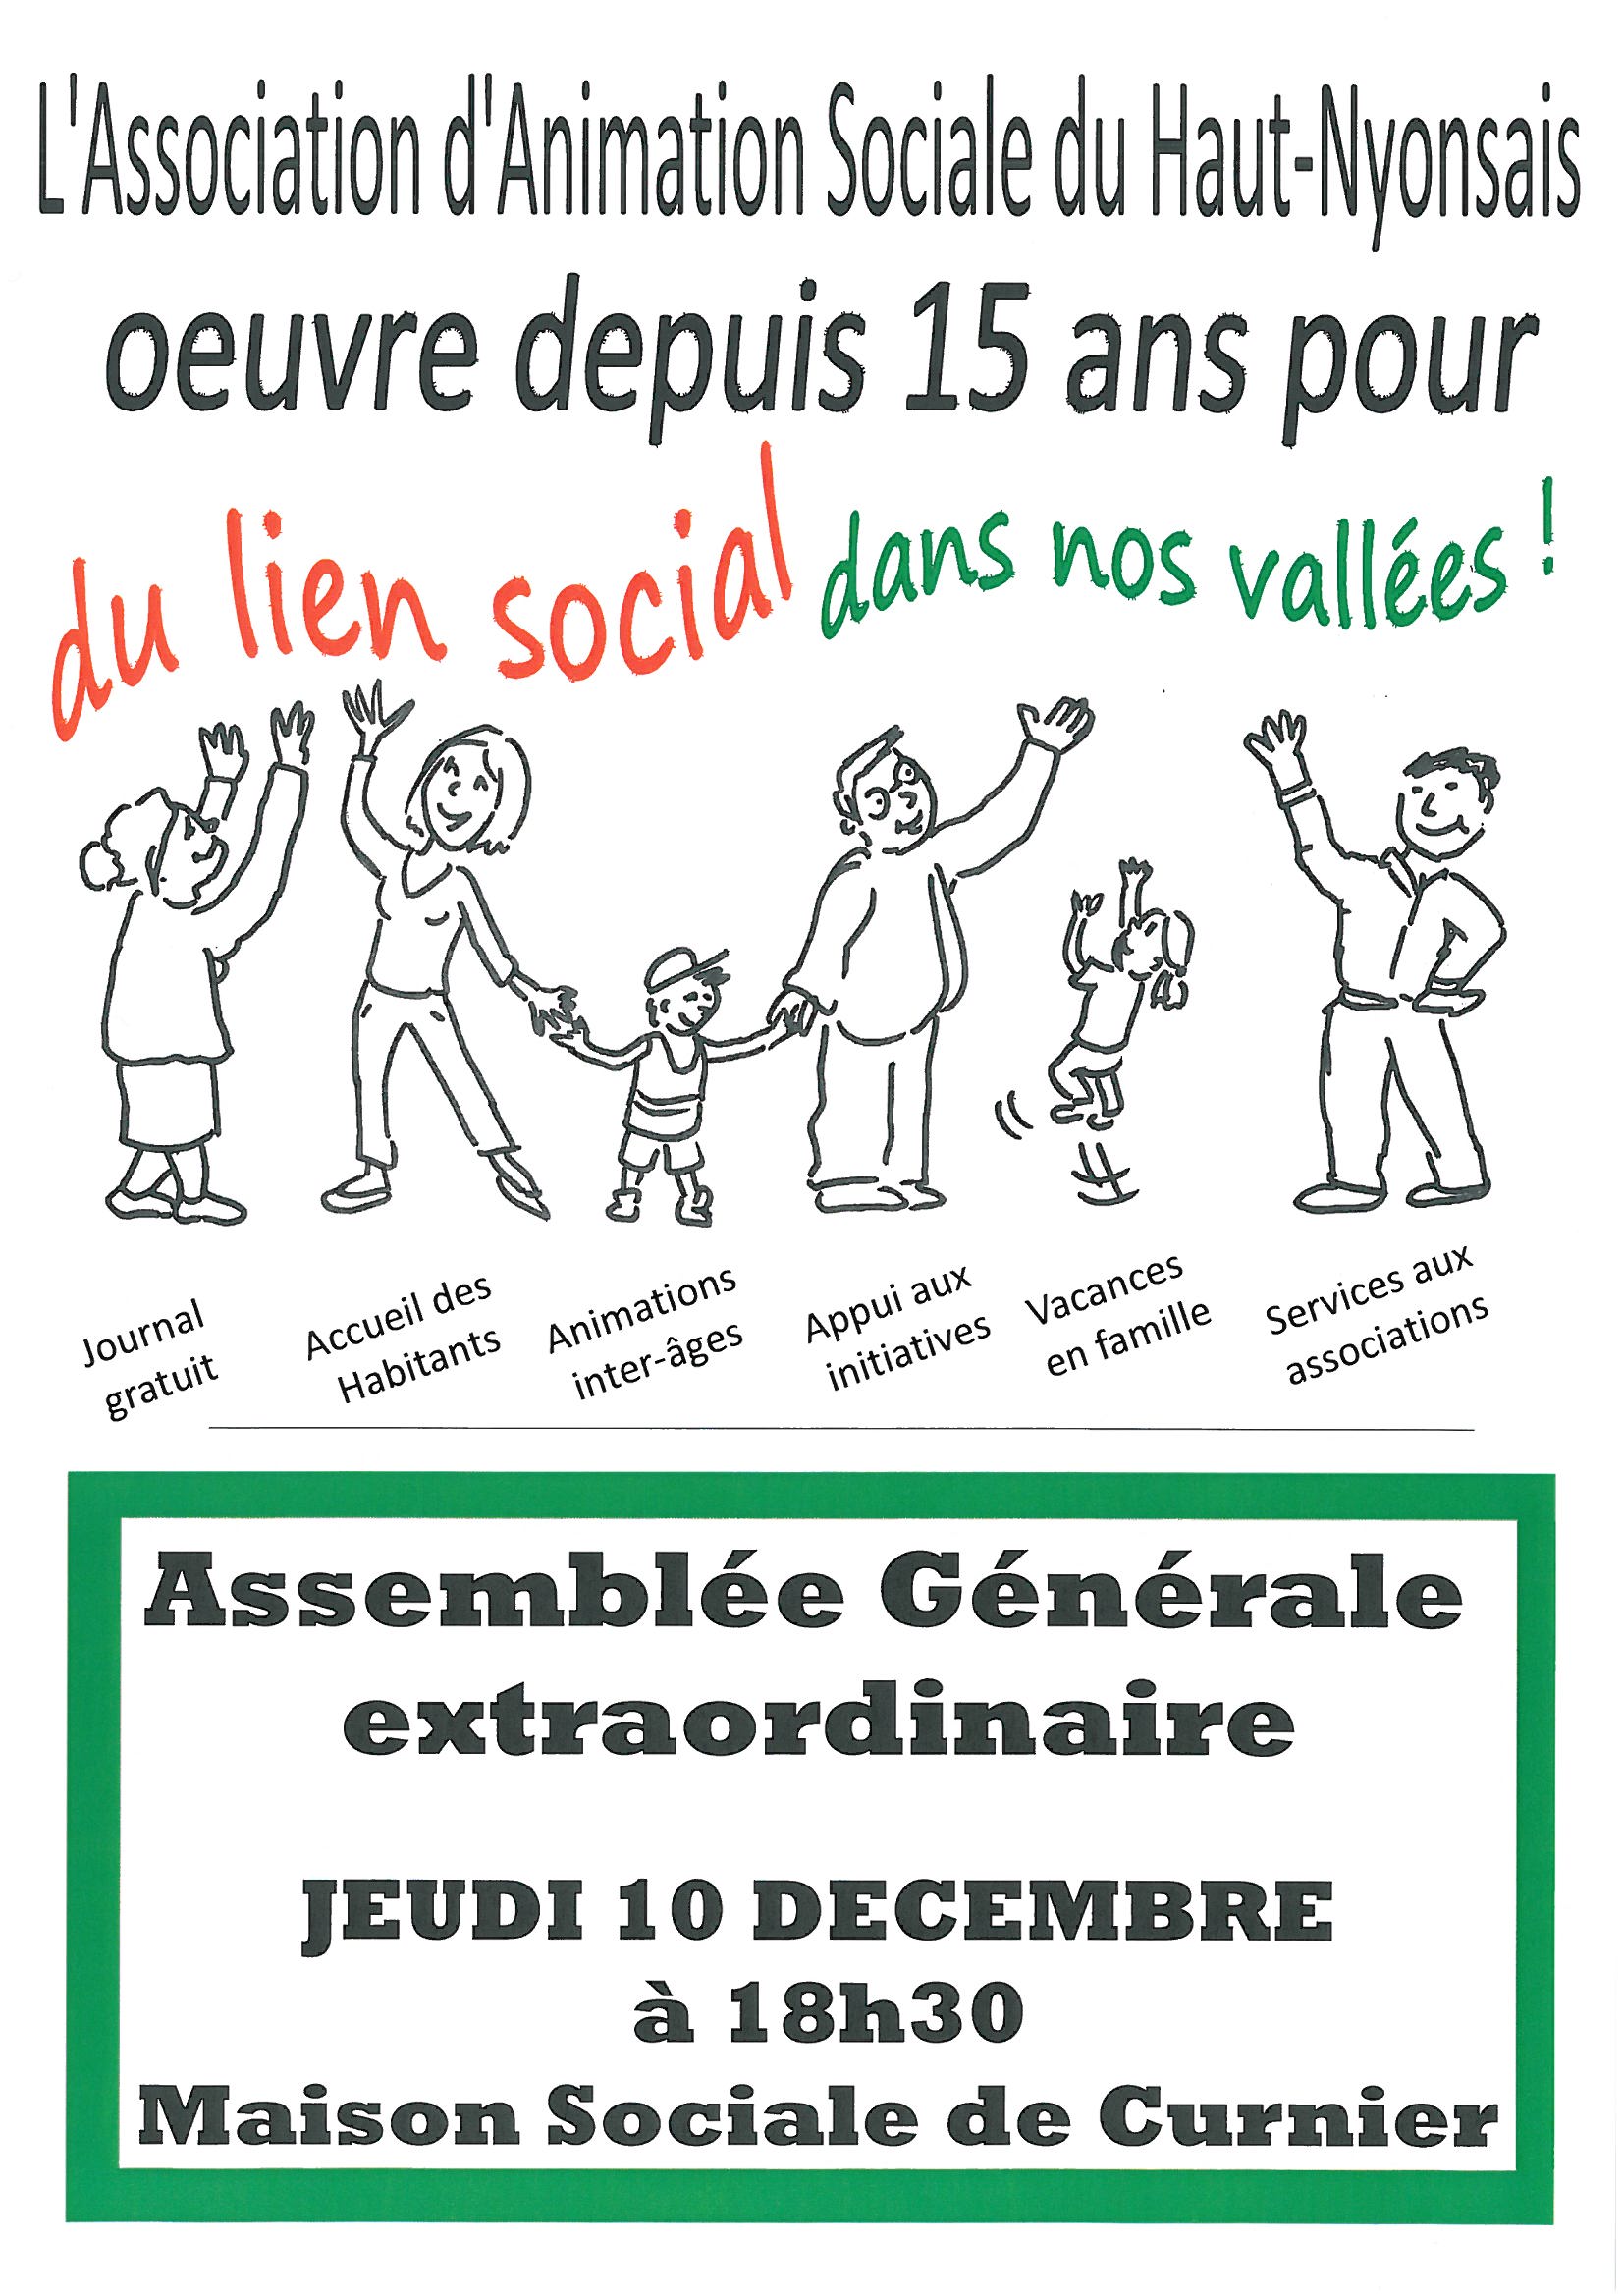 L'Association d'Animation Sociale du Haut-Nyonsais
oeuvre depuis 15 ans pour
du lien social dans nos vallées !
Journal
gratuit
Accueil des
Habitants
Animations
inter-âges
Appui aux
initiatives
Vacances
en famille
Services aux
associations
Assemblée Générale
extraordinaire
JEUDI 10 DECEMBRE
à 18h30
Maison Sociale de Curnier